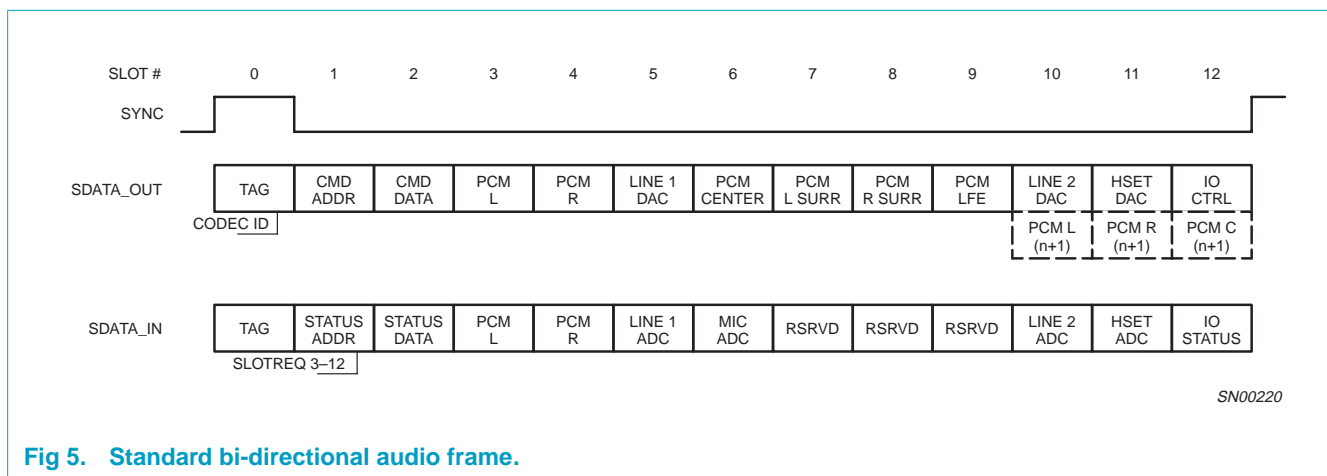 SLOT # 0 1 2 3 4 5 6 7 8 9 10 11 12
SYNC
SDATA_OUT TAG CMD ADDR CMD DATA PCM L PCM R LINE 1 DAC PCM CENTER PCM L SURR PCM R SURR PCM LFE LINE 2 DAC HSET DAC IO CTRL
CODEC ID
PCM L (n+1) PCM R (n+1) PCM C (n+1)
SDATA_IN TAG STATUS ADDR STATUS DATA PCM L PCM R LINE 1 ADC MIC ADC RSRVD RSRVD RSRVD LINE 2 ADC HSET ADC IO STATUS
SLOTREQ 3–12
SN00220
Fig 5. Standard bi-directional audio frame.